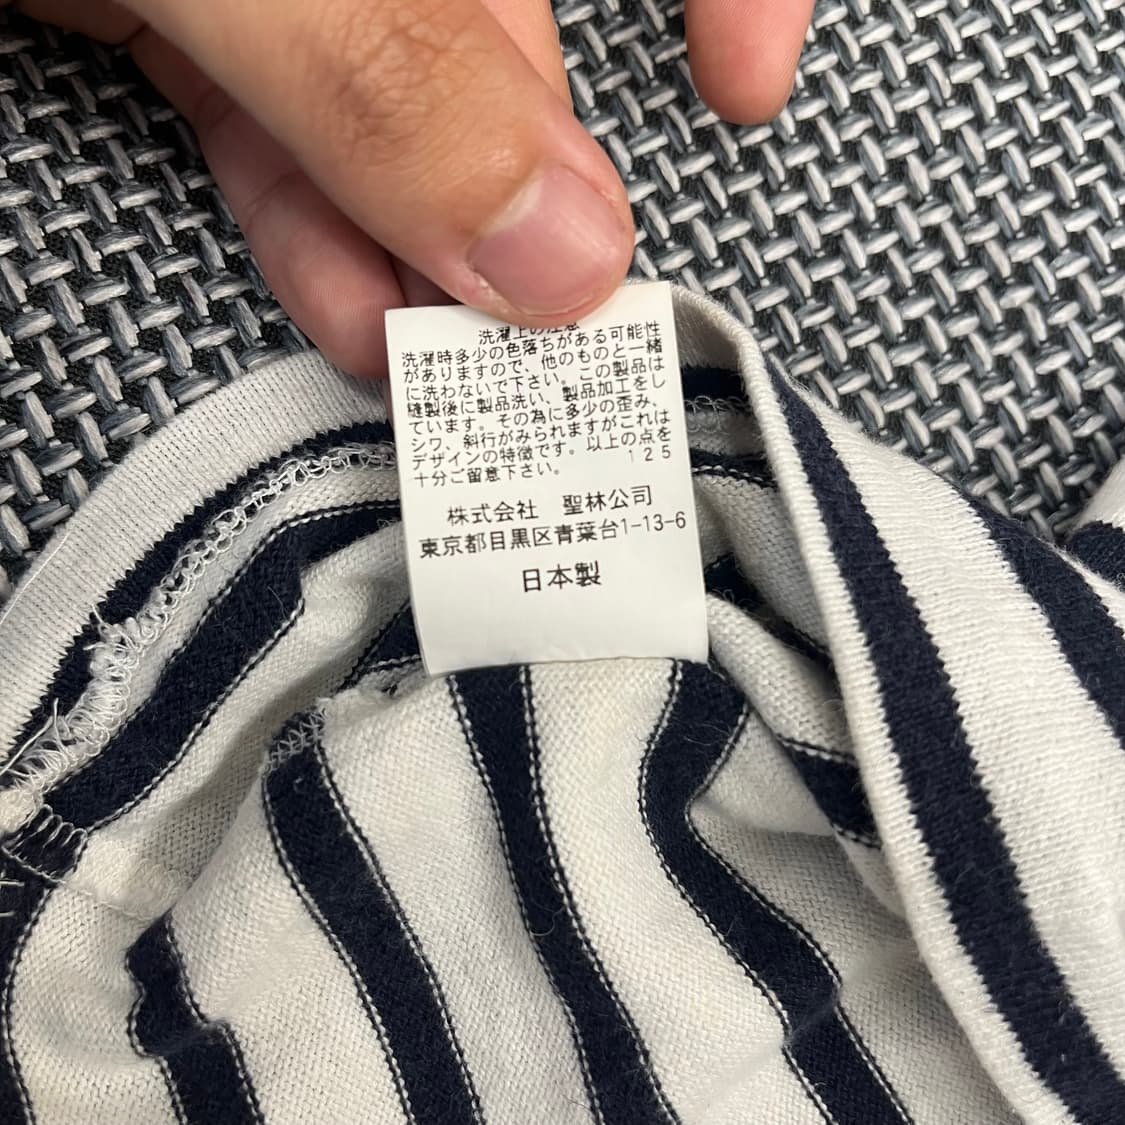 洗濯上の注意
洗濯時多少の色落ちがある可能性
がありますので、他のものと一緒
に洗わないで下さい。この製品は
縫製後に製品洗い、製品加工をし
ています。その為に多少の歪み、
シワ、斜行がみられますがこれは
デザインの特徴です。以上の点を
十分ご留意下さい。 125
株式会社 聖林公司
東京都目黒区青葉台1-13-6
日本製